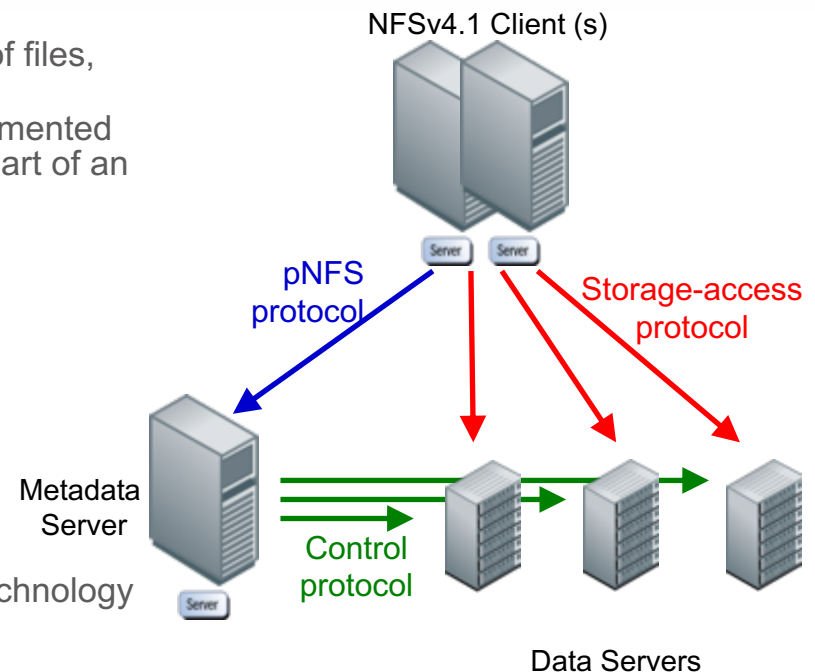 NFSv4.1 Client (s)
of files,
mented
art of an
Server
Server
pNFS
protocol
Storage-access
protocol
Metadata
Server
Control
protocol
chnology
Server
Data Servers